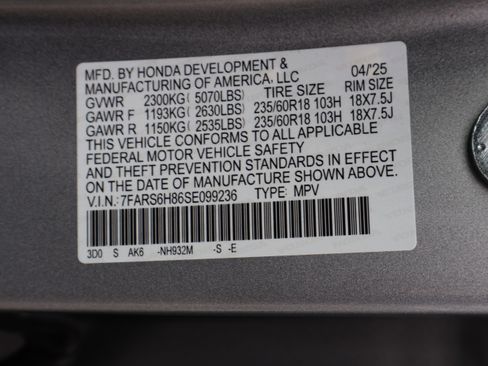 MFD. BY HONDA DEVELOPMENT &
MANUFACTURING OF AMERICA, LLC 04/'25
GVWR 2300KG( 5070LBS) TIRE SIZE RIM SIZE
GAWR F 1193KG( 2630LBS) 235/60R18 103H 18X7.5J
GAWR R 1150KG( 2535LBS) 235/60R18 103H 18X7.5J
THIS VEHICLE CONFORMS TO ALL APPLICABLE
FEDERAL MOTOR VEHICLE SAFETY
AND THEFT PREVENTION STANDARDS IN EFFECT
ON THE DATE OF MANUFACTURE SHOWN ABOVE.
V.I.N.: 7FARS6H86SE099236 TYPE: MPV
3D0 S AK6 -NH932M -S -E